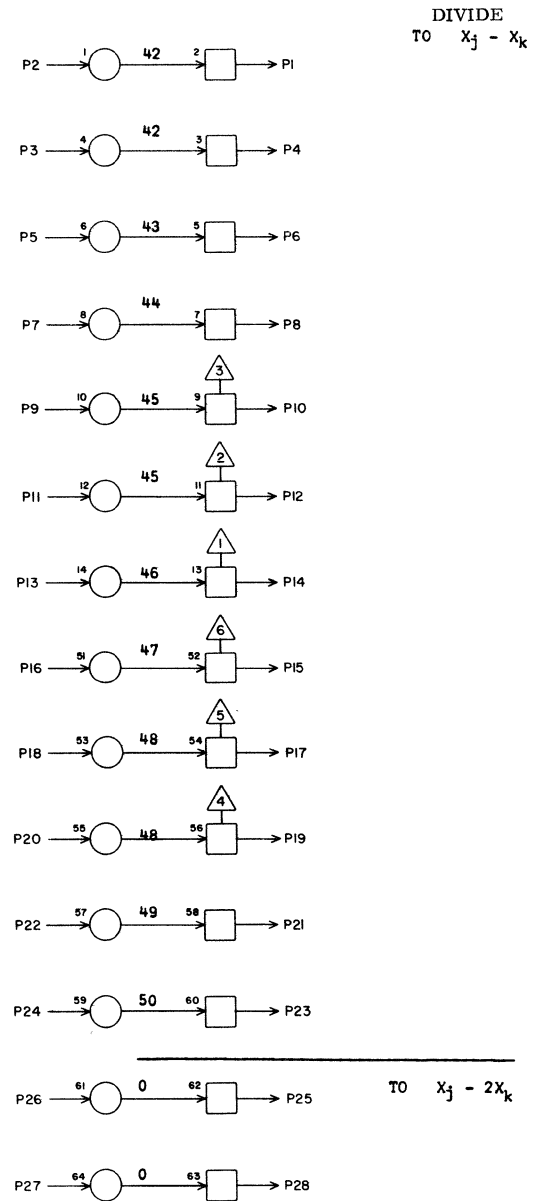 DIVIDE
TO Xj - Xk
P2 1 42 2 P1
P3 4 42 3 P4
P5 6 43 5 P6
P7 8 44 7 P8
3
P9 10 45 9 P10
2
P11 12 45 11 P12
1
P13 14 46 13 P14
6
P16 51 47 52 P15
5
P18 53 48 54 P17
4
P20 55 48 56 P19
P22 57 49 58 P21
P24 59 50 60 P23
P26 61 0 62 P25 TO Xj - 2Xk
P27 64 0 63 P28